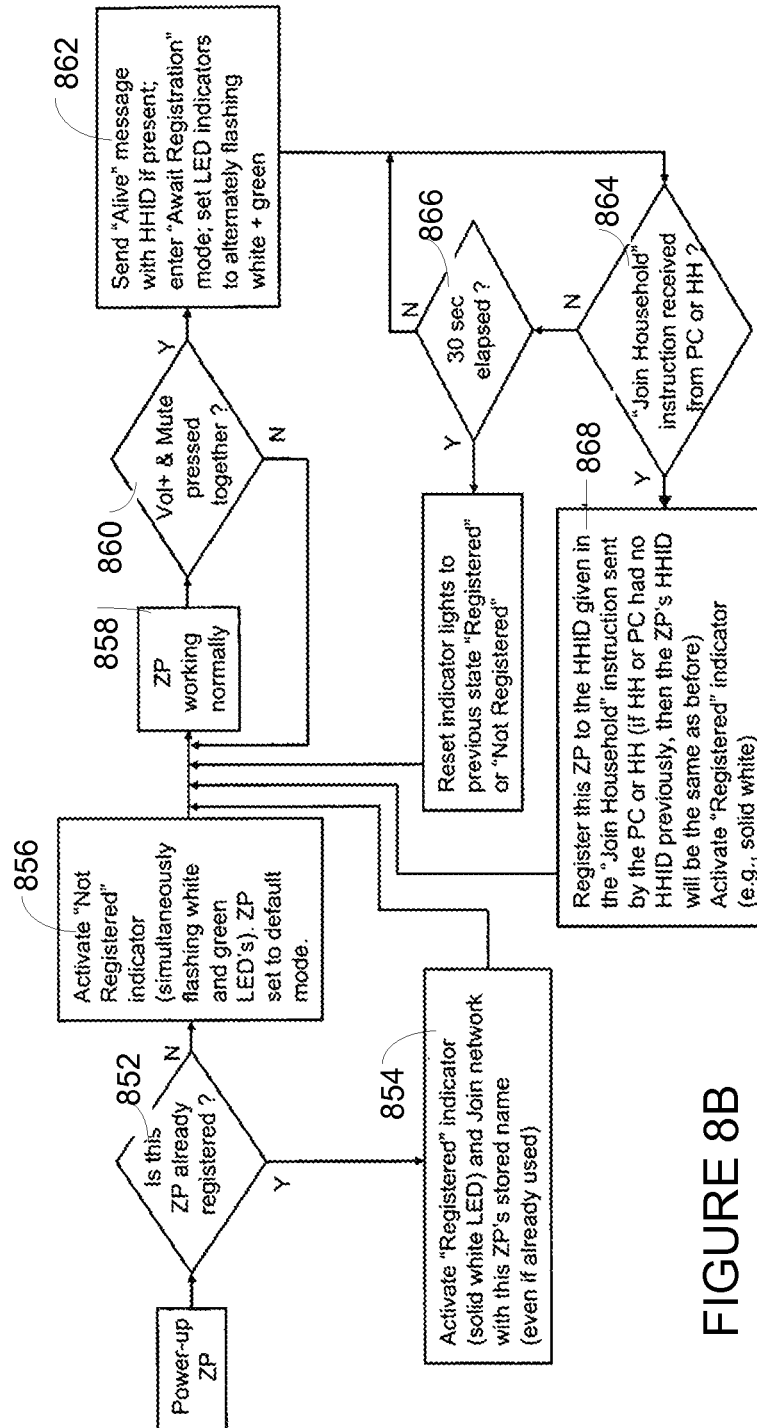 Power-up
ZP
852
Is this
ZP already
registered ?
N
Y
856
Activate “Not
Registered”
indicator
(simultaneously
flashing white
and green
LED's). ZP
set to default
mode.
854
Activate “Registered” indicator
(solid white LED) and Join network
with this ZP's stored name
(even if already used)
858
ZP
working
normally
860
Vol+ & Mute
pressed
together ?
Y
N
862
Send “Alive” message
with HHID if present;
enter “Await Registration”
mode; set LED indicators
to alternately flashing
white + green
864
“Join Household”
instruction received
from PC or HH ?
N
Y
866
30 sec
elapsed ?
N
Y
Reset indicator lights to
previous state “Registered”
or “Not Registered”
868
Register this ZP to the HHID given in
the “Join Household” instruction sent
by the PC or HH (if HH or PC had no
HHID previously, then the ZP's HHID
will be the same as before)
Activate “Registered” indicator
(e.g., solid white)
FIGURE 8B